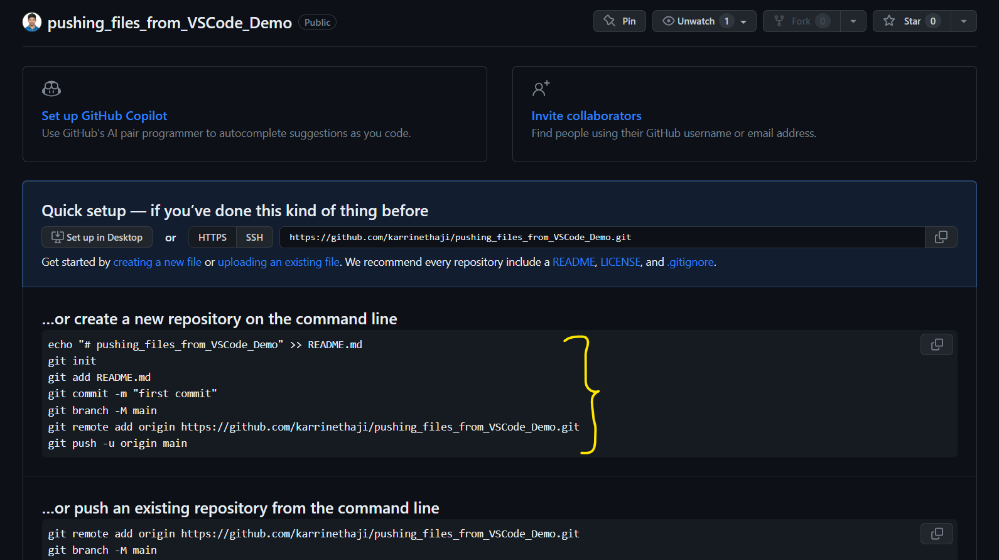 pushing_files_from_VSCode_Demo Public Pin Unwatch 1 Fork 0 Star 0
Set up GitHub Copilot
Use GitHub's AI pair programmer to autocomplete suggestions as you code.
Invite collaborators
Find people using their GitHub username or email address.
Quick setup — if you’ve done this kind of thing before
Set up in Desktop or HTTPS SSH https://github.com/karrinethaji/pushing_files_from_VSCode_Demo.git
Get started by creating a new file or uploading an existing file. We recommend every repository include a README, LICENSE, and .gitignore.
…or create a new repository on the command line
echo "# pushing_files_from_VSCode_Demo" >> README.md
git init
git add README.md
git commit -m "first commit"
git branch -M main
git remote add origin https://github.com/karrinethaji/pushing_files_from_VSCode_Demo.git
git push -u origin main
…or push an existing repository from the command line
git remote add origin https://github.com/karrinethaji/pushing_files_from_VSCode_Demo.git
git branch -M main